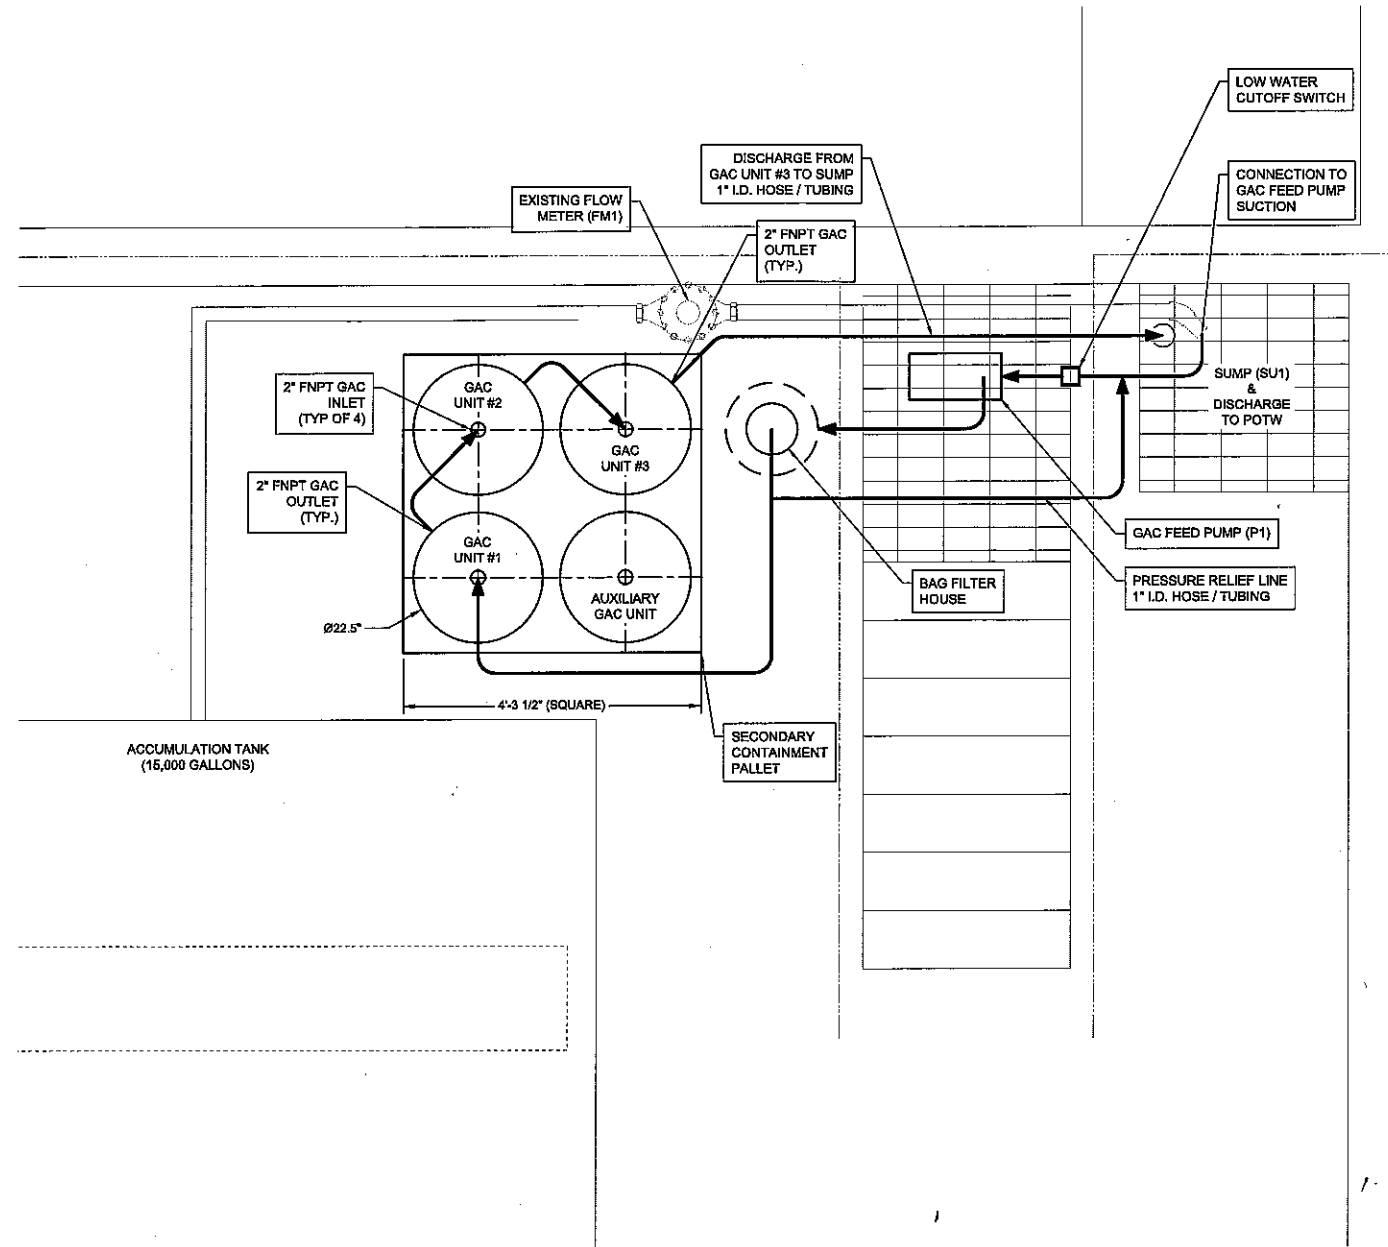 LOW WATER
CUTOFF SWITCH
DISCHARGE FROM
GAC UNIT #3 TO SUMP
1" I.D. HOSE / TUBING
CONNECTION TO
GAC FEED PUMP
SUCTION
EXISTING FLOW
METER (FM1)
2" FNPT GAC
OUTLET
(TYP.)
2" FNPT GAC
INLET
(TYP OF 4)
GAC
UNIT #2
GAC
UNIT #3
SUMP (SU1)
&
DISCHARGE
TO POTW
2" FNPT GAC
OUTLET
(TYP.)
GAC
UNIT #1
AUXILIARY
GAC UNIT
Ø22.5"
GAC FEED PUMP (P1)
BAG FILTER
HOUSE
PRESSURE RELIEF LINE
1" I.D. HOSE / TUBING
4'-3 1/2" (SQUARE)
SECONDARY
CONTAINMENT
PALLET
ACCUMULATION TANK
(15,000 GALLONS)